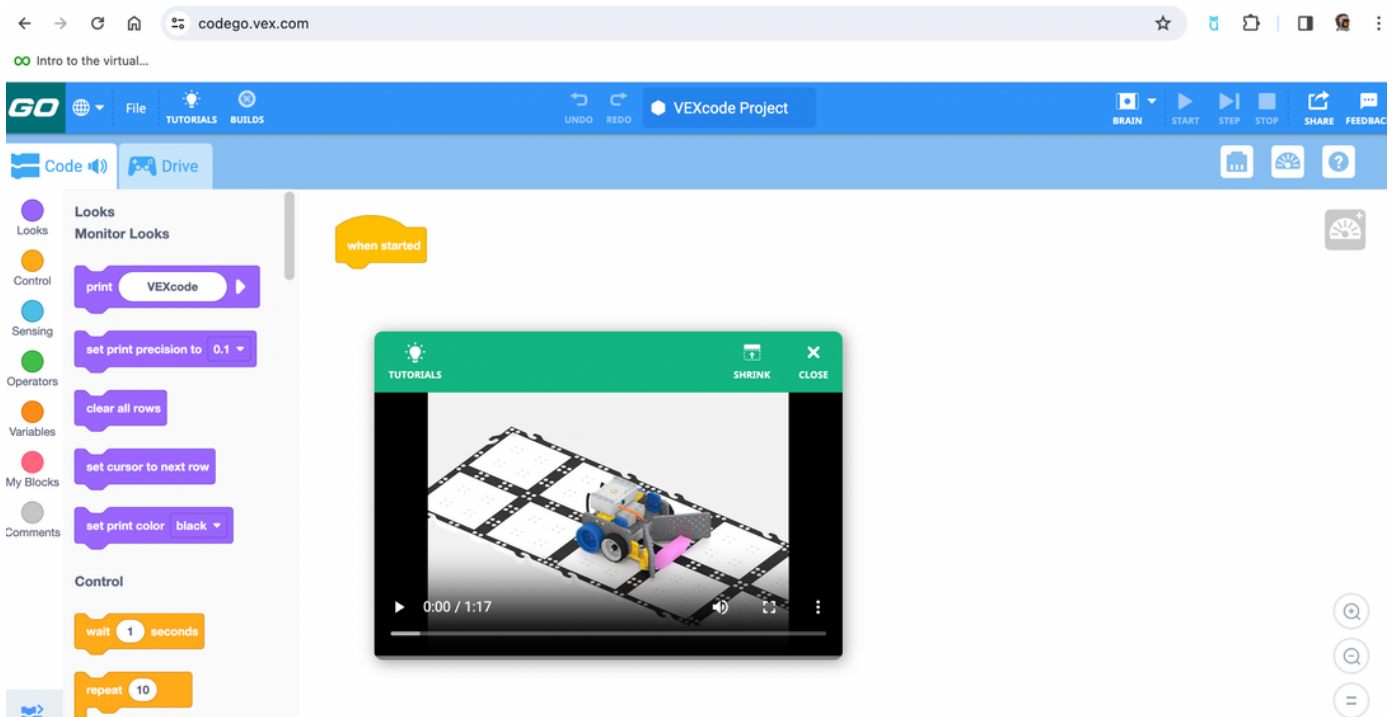 codego.vex.com
Intro to the virtual...
GO
File
TUTORIALS
BUILDS
UNDO
REDO
VEXcode Project
BRAIN
START
STEP
STOP
SHARE
FEEDBAC
Code
Drive
Looks
Control
Sensing
Operators
Variables
My Blocks
Comments
Looks
Monitor Looks
print VEXcode
set print precision to 0.1
clear all rows
set cursor to next row
set print color black
Control
wait 1 seconds
repeat 10
when started
TUTORIALS
SHRINK
CLOSE
0:00 / 1:17